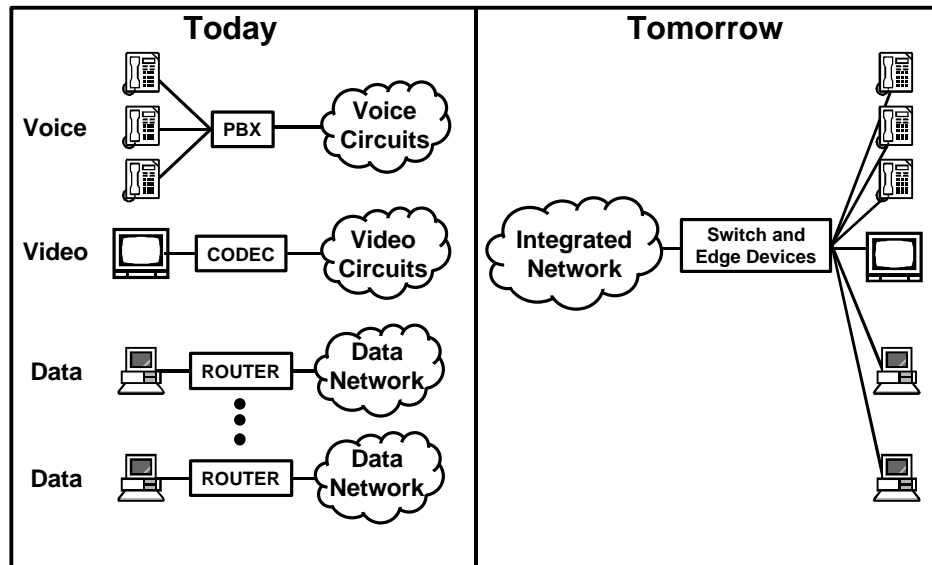 Today
Voice
PBX
Voice
Circuits
Video
CODEC
Video
Circuits
Data
ROUTER
Data
Network
Data
ROUTER
Data
Network
Tomorrow
Integrated
Network
Switch and
Edge Devices